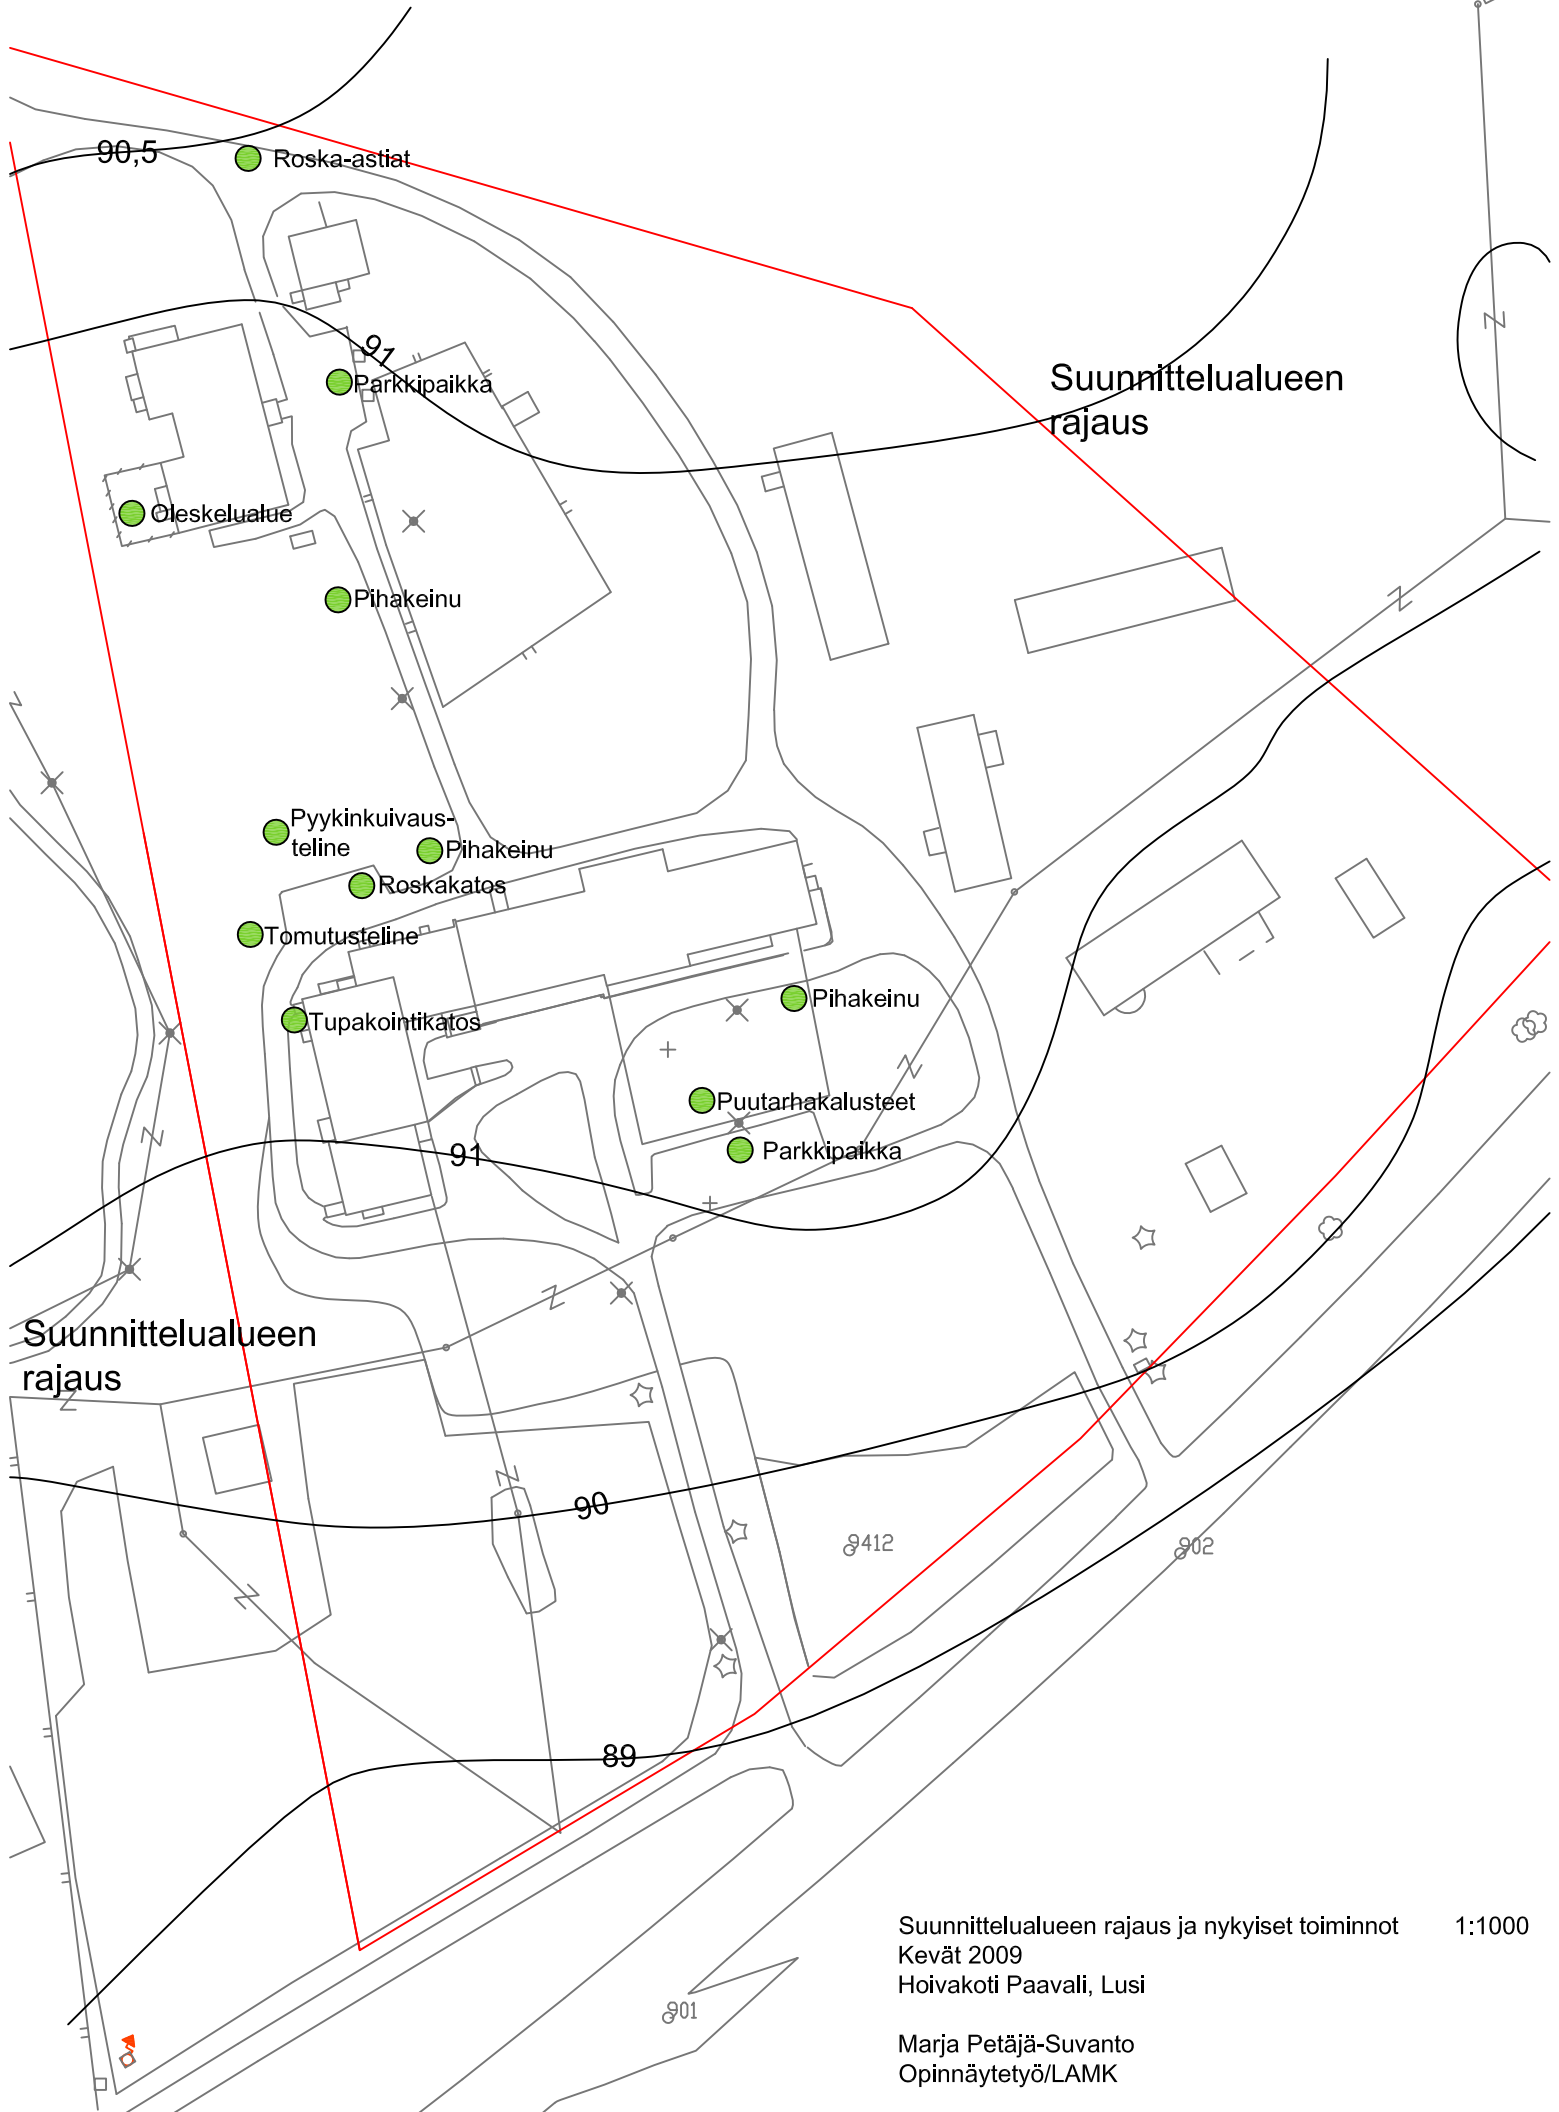 90,5
Roska-astiat
91
Parkkipaikka
Suunnittelualueen
rajaus
Oleskelualue
Pihakeinu
Pyykinkuivaus-
teline
Pihakeinu
Roskakatos
Tomutusteline
Pihakeinu
Tupakointikatos
Puutarhakalusteet
Parkkipaikka
91
Suunnittelualueen
rajaus
90
9412
902
89
Suunnittelualueen rajaus ja nykyiset toiminnot 1:1000
Kevät 2009
Hoivakoti Paavali, Lusi
901
Marja Petäjä-Suvanto
Opinnäytetyö/LAMK